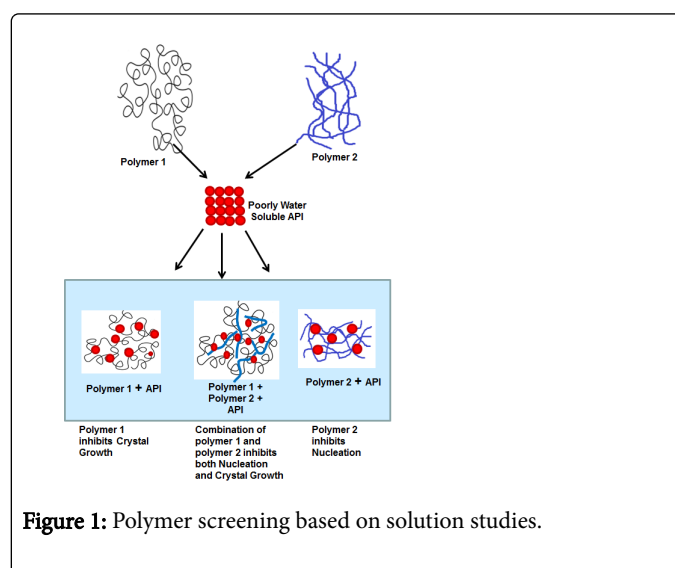 Polymer 1
Polymer 2
Poorly Water
Soluble API
Polymer 1 + API
Polymer 1 +
Polymer 2 +
API
Polymer 2 + API
Polymer 1
inhibits Crystal
Growth
Combination of
polymer 1 and
polymer 2 inhibits
both Nucleation
and Crystal Growth
Polymer 2
inhibits
Nucleation
Figure 1: Polymer screening based on solution studies.